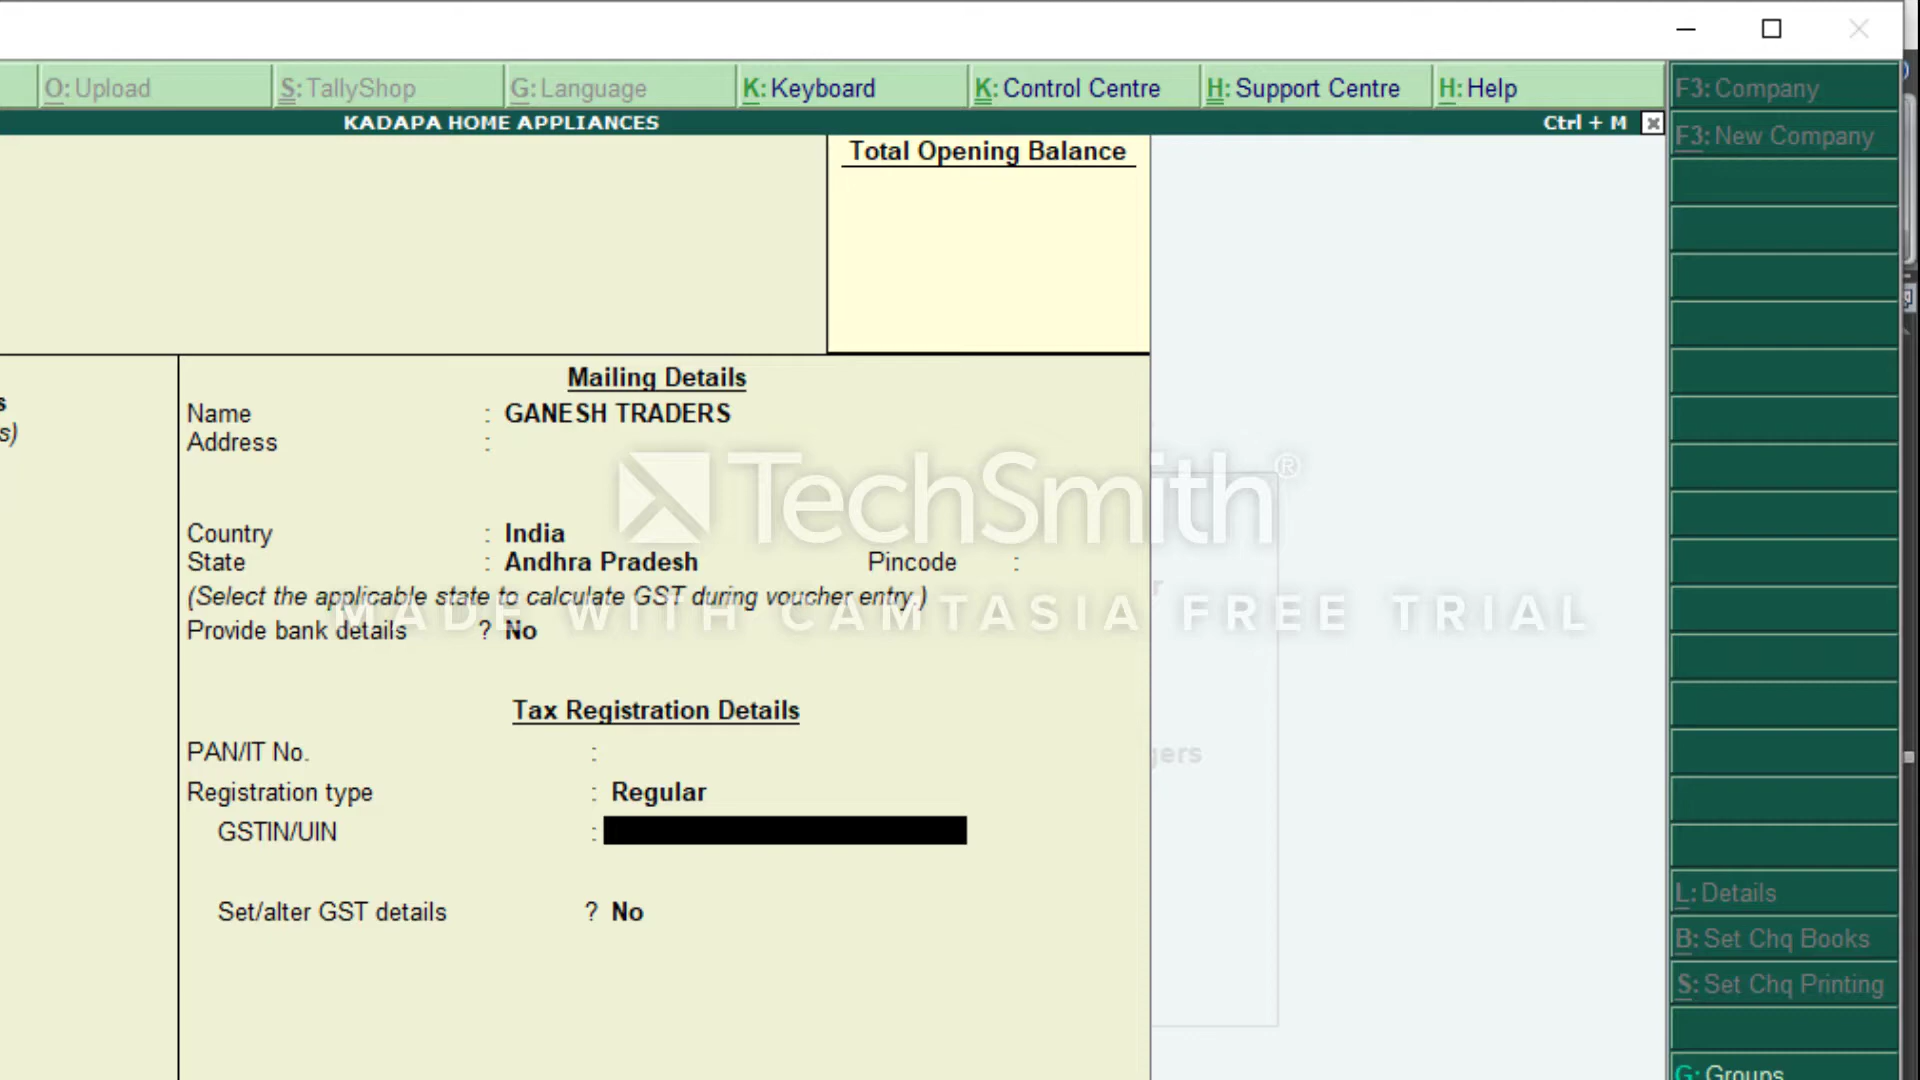 O: Upload
S: TallyShop
G: Language
K: Keyboard
K: Control Centre
H: Support Centre
H: Help
F3: Company
KADAPA HOME APPLIANCES
Ctrl + M
F3: New Company
Total Opening Balance
Mailing Details
s
Name : GANESH TRADERS
s)
Address :
TechSmith®
Country : India
State : Andhra Pradesh Pincode :
(Select the applicable state to calculate GST during voucher entry.)
MADE WITH CAMTASIA FREE TRIAL
r
Provide bank details ? No
Tax Registration Details
PAN/IT No. :
gers
Registration type : Regular
GSTIN/UIN :
Set/alter GST details ? No
L: Details
B: Set Chq Books
S: Set Chq Printing
G: Groups